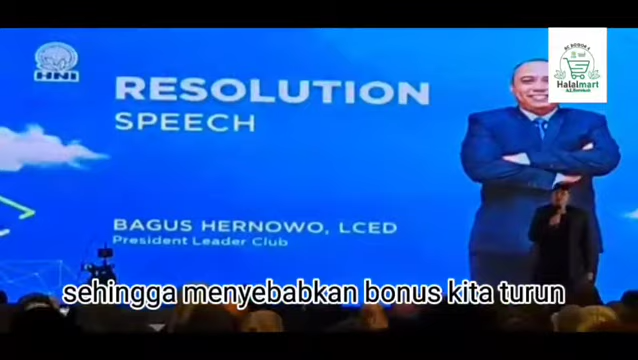 HNI
RESOLUTION
SPEECH
Halalmart
BAGUS HERNOWO, LCED
President Leader Club
sehingga menyebabkan bonus kita turun